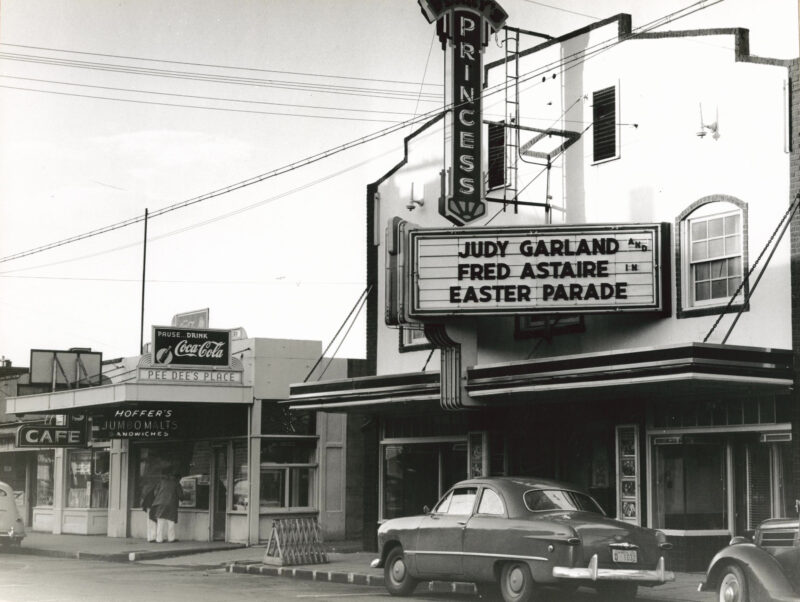 PRINCESS
JUDY GARLAND AND
FRED ASTAIRE IN
EASTER PARADE
PAUSE.. DRINK
Coca-Cola
PEE DEE'S PLACE
HOFFER'S
JUMBO MALTS
SANDWICHES
CAFE